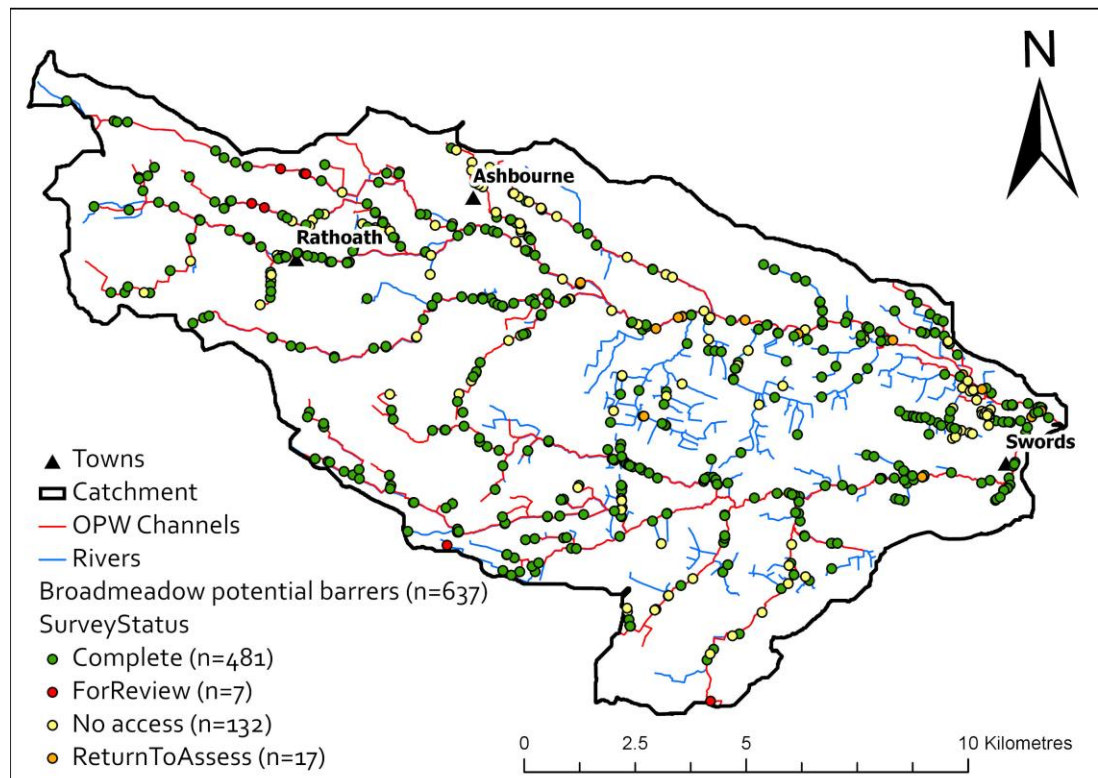 N
Ashbourne
Rathoath
Swords
Towns
Catchment
OPW Channels
Rivers
Broadmeadow potential barrers (n=637)
SurveyStatus
Complete (n=481)
ForReview (n=7)
No access (n=132)
ReturnToAssess (n=17)
0 2.5 5 10 Kilometres